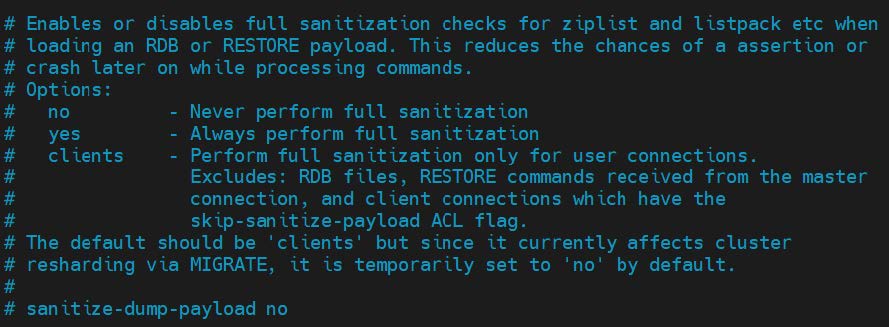 # Enables or disables full sanitization checks for ziplist and listpack etc when
# loading an RDB or RESTORE payload. This reduces the chances of a assertion or
# crash later on while processing commands.
# Options:
#   no         - Never perform full sanitization
#   yes        - Always perform full sanitization
#   clients    - Perform full sanitization only for user connections.
#                Excludes: RDB files, RESTORE commands received from the master
#                connection, and client connections which have the
#                skip-sanitize-payload ACL flag.
# The default should be 'clients' but since it currently affects cluster
# resharding via MIGRATE, it is temporarily set to 'no' by default.
#
# sanitize-dump-payload no